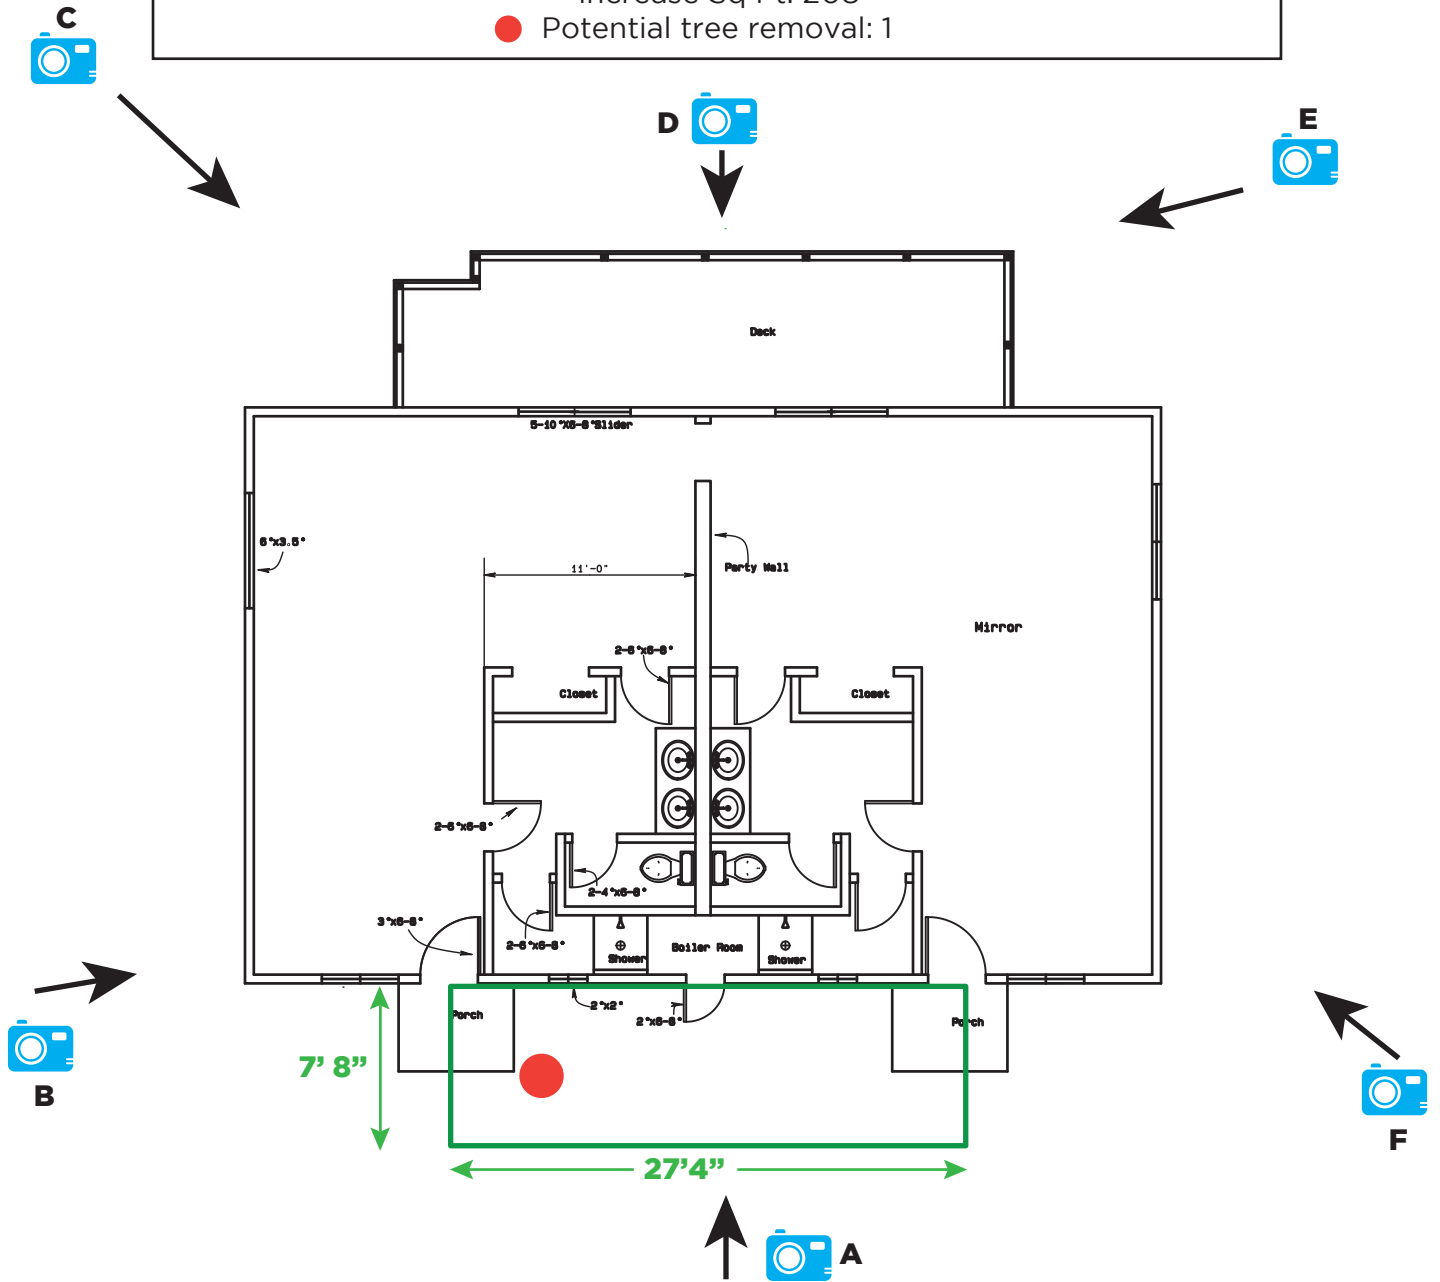 Potential tree removal: 1
C
D
E
Deck
5-10"X6-8"Slider
6"x3.5"
11'-0"
Party Wall
Mirror
2-6"x6-8"
Closet
Closet
2-6"x6-8"
2-4"x6-8"
3"x6-8"
2-6"x6-8"
Shower
Boiler Room
Shower
2"x2"
2"x6-8"
Porch
Porch
7’ 8”
27’4”
B
F
A